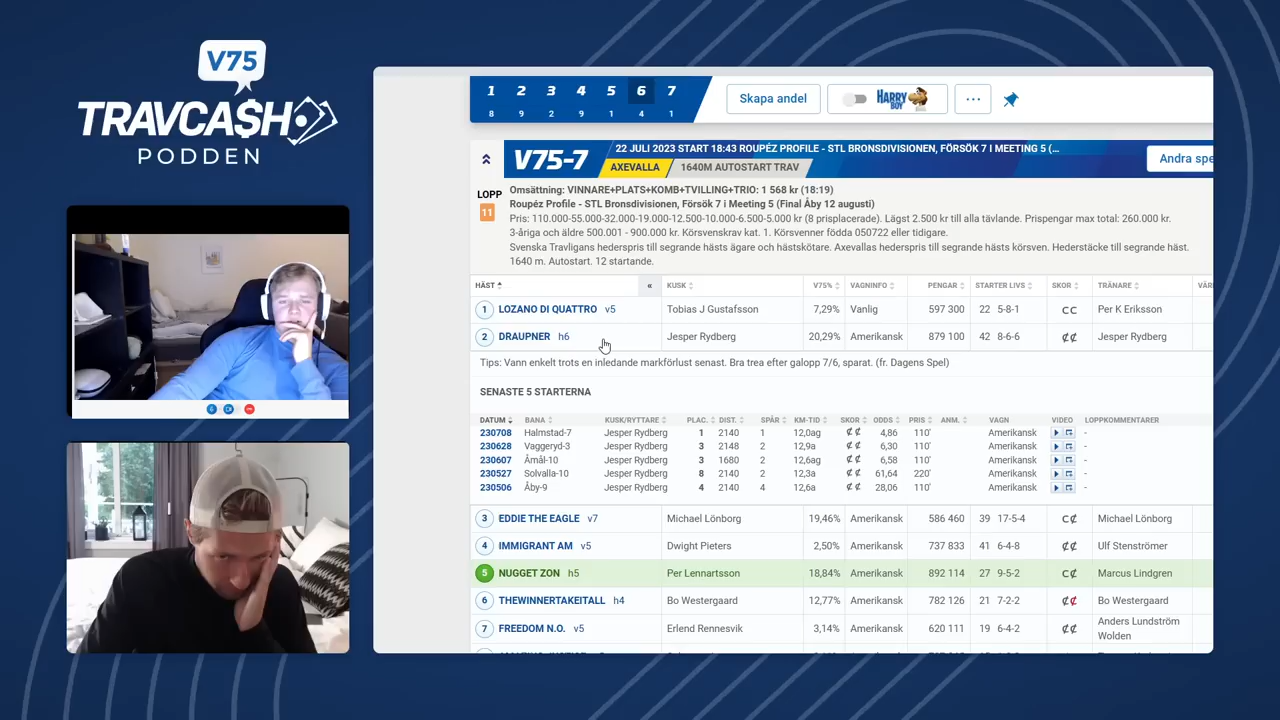 V75
TRAVCA$H
PODDEN
1 2 3 4 5 6 7
8 9 2 9 1 4 1
Skapa andel
HARRY BOY
...
V75-7
22 JULI 2023 START 18:43 ROUPÉZ PROFILE - STL BRONSDIVISIONEN, FÖRSÖK 7 I MEETING 5 (...
AXEVALLA
1640M AUTOSTART TRAV
Andra spe
LOPP
11
Omsättning: VINNARE+PLATS+KOMB+TVILLING+TRIO: 1 568 kr (18:19)
Roupéz Profile - STL Bronsdivisionen, Försök 7 i Meeting 5 (Final Åby 12 augusti)
Pris: 110.000-55.000-32.000-19.000-12.500-10.000-6.500-5.000 kr (8 prisplacerade). Lägst 2.500 kr till alla tävlande. Prispengar max total: 260.000 kr.
3-åriga och äldre 500.001 - 900.000 kr. Körsvenskrav kat. 1. Körsvenner födda 050722 eller tidigare.
Svenska Travligans hederspris till segrande hästs ägare och hästskötare. Axevallas hederspris till segrande hästs körsven. Hederstäcke till segrande häst.
1640 m. Autostart. 12 startande.
HÄST « KUSK V75% VAGNINFO PENGAR STARTER LIVS SKOR TRÄNARE VÄR
1 LOZANO DI QUATTRO v5 Tobias J Gustafsson 7,29% Vanlig 597 300 22 5-8-1 C C Per K Eriksson
2 DRAUPNER h6 Jesper Rydberg 20,29% Amerikansk 879 100 42 8-6-6 ₵ ₵ Jesper Rydberg
Tips: Vann enkelt trots en inledande markförlust senast. Bra trea efter galopp 7/6, sparat. (fr. Dagens Spel)
SENASTE 5 STARTERNA
DATUM BANA KUSK/RYTTARE PLAC. DIST. SPÅR KM-TID SKOR ODDS PRIS ANM. VAGN VIDEO LOPPKOMMENTARER
230708 Halmstad-7 Jesper Rydberg 1 2140 1 12,0ag ₵ ₵ 4,86 110' Amerikansk -
230628 Vaggeryd-3 Jesper Rydberg 3 2148 2 12,9a ₵ ₵ 6,30 110' Amerikansk -
230607 Åmål-10 Jesper Rydberg 3 1680 2 12,6ag ₵ ₵ 6,58 110' Amerikansk -
230527 Solvalla-10 Jesper Rydberg 8 2140 2 12,3a ₵ ₵ 61,64 220' Amerikansk -
230506 Åby-9 Jesper Rydberg 4 2140 4 12,6a ₵ ₵ 28,06 110' Amerikansk -
3 EDDIE THE EAGLE v7 Michael Lönborg 19,46% Amerikansk 586 460 39 17-5-4 C ₵ Michael Lönborg
4 IMMIGRANT AM v5 Dwight Pieters 2,50% Amerikansk 737 833 41 6-4-8 ₵ ₵ Ulf Stenströmer
5 NUGGET ZON h5 Per Lennartsson 18,84% Amerikansk 892 114 27 9-5-2 C ₵ Marcus Lindgren
6 THEWINNERTAKEITALL h4 Bo Westergaard 12,77% Amerikansk 782 126 21 7-2-2 ₵ ₵ Bo Westergaard
7 FREEDOM N.O. v5 Erlend Rennesvik 3,14% Amerikansk 620 111 19 6-4-2 ₵ ₵ Anders Lundström
Wolden